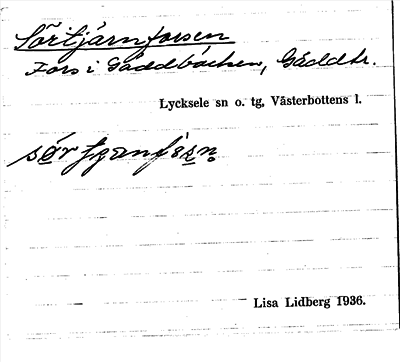 Sörtjärnforsen
Fors i Gäddbäcken, Gäddtr.
Lycksele sn o. tg, Västerbottens l.
Lisa Lidberg 1936.